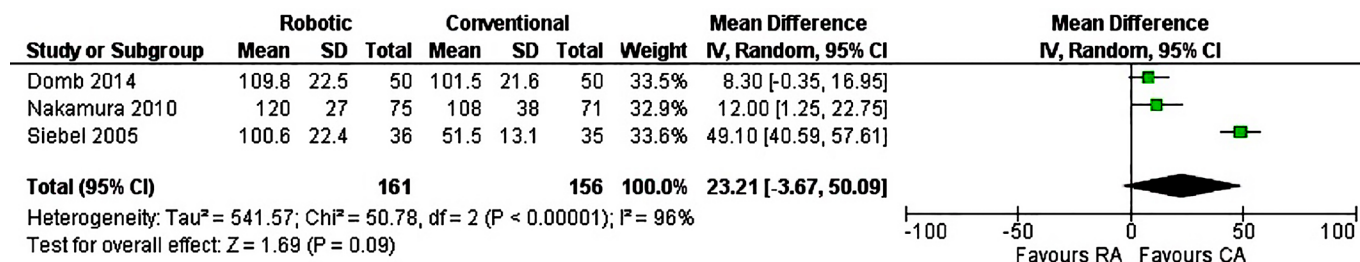 Robotic Conventional Mean Difference Mean Difference
Study or Subgroup Mean SD Total Mean SD Total Weight IV, Random, 95% CI IV, Random, 95% CI
Domb 2014 109.8 22.5 50 101.5 21.6 50 33.5% 8.30 [-0.35, 16.95]
Nakamura 2010 120 27 75 108 38 71 32.9% 12.00 [1.25, 22.75]
Siebel 2005 100.6 22.4 36 51.5 13.1 35 33.6% 49.10 [40.59, 57.61]
Total (95% CI) 161 156 100.0% 23.21 [-3.67, 50.09]
Heterogeneity: Tau² = 541.57; Chi² = 50.78, df = 2 (P < 0.00001); I² = 96%
Test for overall effect: Z = 1.69 (P = 0.09)
-100 -50 0 50 100
Favours RA Favours CA